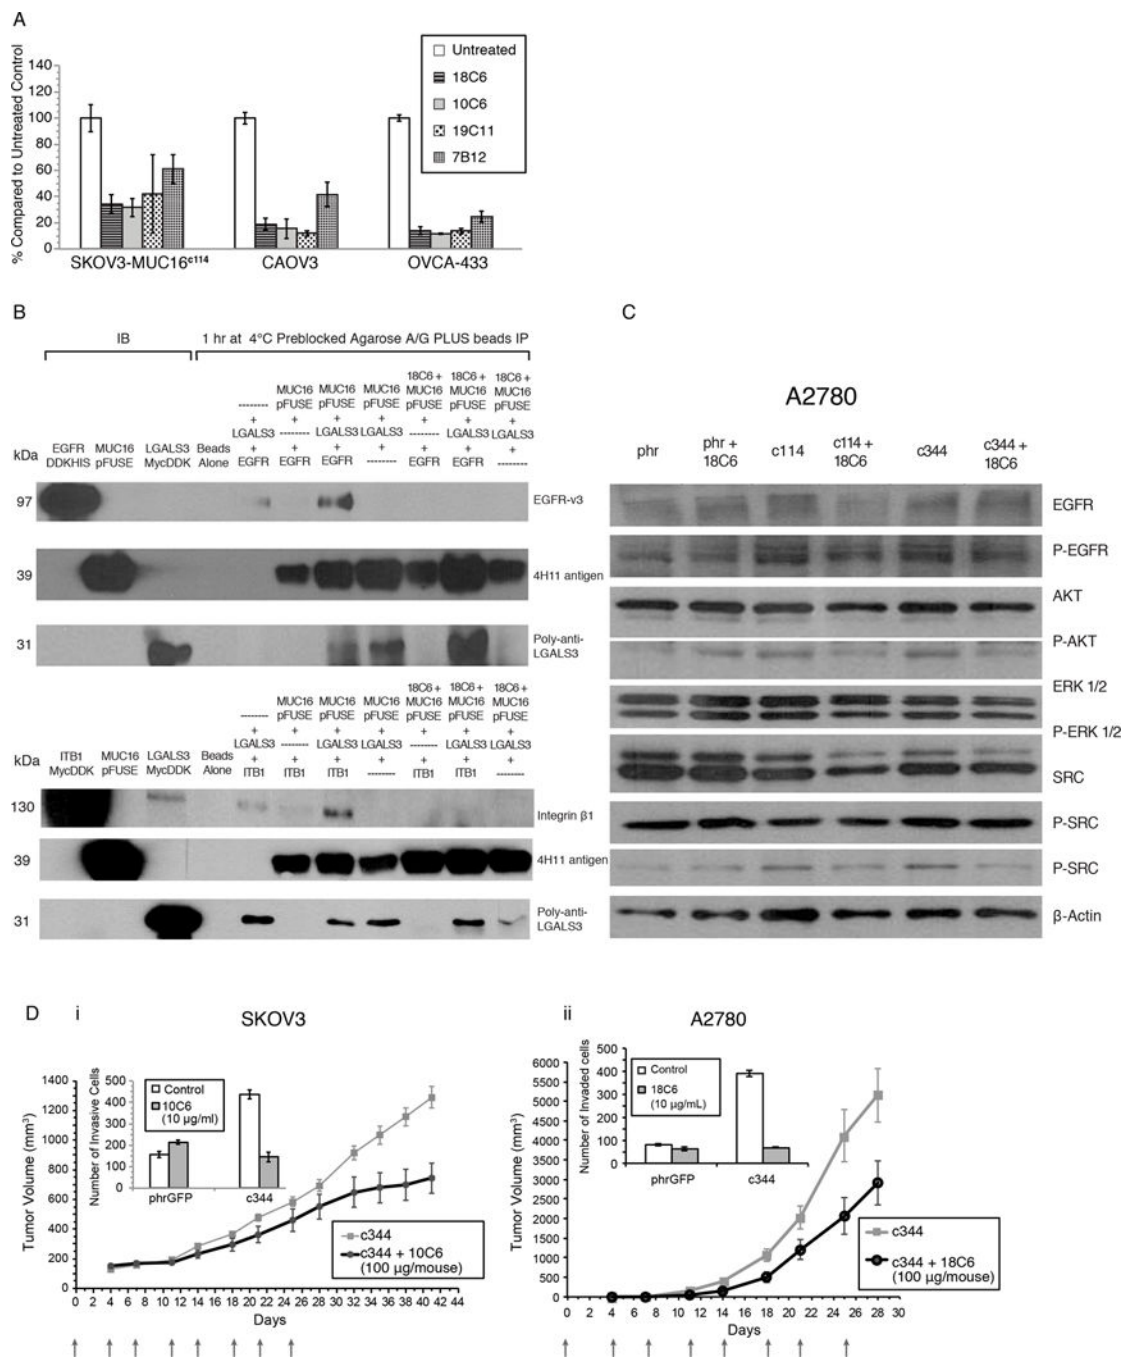 A
Untreated
18C6
10C6
19C11
7B12
% Compared to Untreated Control
140
120
100
80
60
40
20
0
SKOV3-MUC16c114 CAOV3 OVCA-433
B
IB 1 hr at 4°C Preblocked Agarose A/G PLUS beads IP
18C6 + 18C6 + 18C6 +
MUC16 MUC16 MUC16 MUC16 MUC16 MUC16
-------- pFUSE pFUSE pFUSE pFUSE pFUSE pFUSE
+ + + + + + +
LGALS3 -------- LGALS3 LGALS3 -------- LGALS3 LGALS3
EGFR MUC16 LGALS3 Beads + + + + + + +
kDa DDKHIS pFUSE MycDDK Alone EGFR EGFR EGFR -------- EGFR EGFR --------
97 EGFR-v3
39 4H11 antigen
31 Poly-anti-
LGALS3
18C6 + 18C6 + 18C6 +
MUC16 MUC16 MUC16 MUC16 MUC16 MUC16
-------- pFUSE pFUSE pFUSE pFUSE pFUSE pFUSE
+ + + + + + +
LGALS3 -------- LGALS3 LGALS3 -------- LGALS3 LGALS3
ITB1 MUC16 LGALS3 Beads + + + + + + +
kDa MycDDK pFUSE MycDDK Alone ITB1 ITB1 ITB1 -------- ITB1 ITB1 --------
130 Integrin β1
39 4H11 antigen
31 Poly-anti-
LGALS3
C
A2780
phr phr + 18C6 c114 c114 + 18C6 c344 c344 + 18C6
EGFR
P-EGFR
AKT
P-AKT
ERK 1/2
P-ERK 1/2
SRC
P-SRC
P-SRC
β-Actin
D i SKOV3
Tumor Volume (mm³)
1400
1200
1000
800
600
400
200
0
Number of Invasive Cells
500
400
300
200
100
0
Control
10C6
(10 µg/ml)
phrGFP c344
c344
c344 + 10C6
(100 µg/mouse)
0 2 4 6 8 10 12 14 16 18 20 22 24 26 28 30 32 34 36 38 40 42 44
Days
ii A2780
Tumor Volume (mm³)
6000
5500
5000
4500
4000
3500
3000
2500
2000
1500
1000
500
0
Number of Invaded cells
500
400
300
200
100
0
Control
18C6
(10 µg/mL)
phrGFP c344
c344
c344 + 18C6
(100 µg/mouse)
0 2 4 6 8 10 12 14 16 18 20 22 24 26 28 30
Days